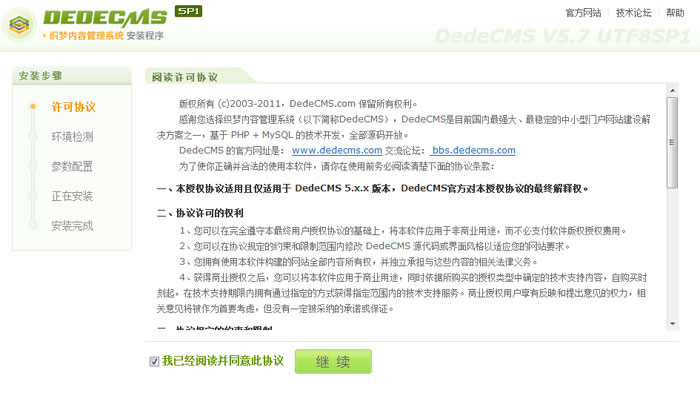 DEDECMS SP1
织梦内容管理系统 安装程序
官方网站 | 技术论坛 | 帮助
DedeCMS V5.7 UTF8SP1
安装步骤
许可协议
环境检测
参数配置
正在安装
安装完成
阅读许可协议
版权所有 (c)2003-2011，DedeCMS.com 保留所有权利。
感谢您选择织梦内容管理系统（以下简称DedeCMS），DedeCMS是目前国内最强大、最稳定的中小型门户网站建设解
决方案之一，基于 PHP + MySQL 的技术开发，全部源码开放。
DedeCMS 的官方网址是： www.dedecms.com 交流论坛： bbs.dedecms.com
为了使你正确并合法的使用本软件，请你在使用前务必阅读清楚下面的协议条款：
一、本授权协议适用且仅适用于 DedeCMS 5.x.x 版本，DedeCMS官方对本授权协议的最终解释权。
二、协议许可的权利
1、您可以在完全遵守本最终用户授权协议的基础上，将本软件应用于非商业用途，而不必支付软件版权授权费用。
2、您可以在协议规定的约束和限制范围内修改 DedeCMS 源代码或界面风格以适应您的网站要求。
3、您拥有使用本软件构建的网站全部内容所有权，并独立承担与这些内容的相关法律义务。
4、获得商业授权之后，您可以将本软件应用于商业用途，同时依据所购买的授权类型中确定的技术支持内容，自购买时
刻起，在技术支持期限内拥有通过指定的方式获得指定范围内的技术支持服务。商业授权用户享有反映和提出意见的权力，相
关意见将被作为首要考虑，但没有一定被采纳的承诺或保证。
三、协议规定的约束和限制
我已经阅读并同意此协议
继 续